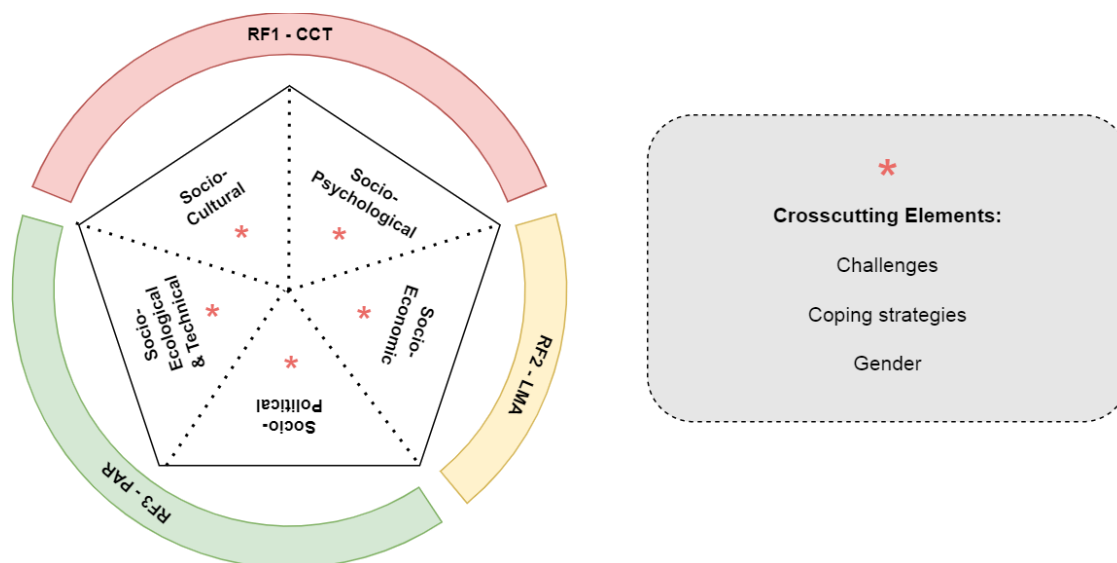 RF1 - CCT
Socio-
Cultural
*
Socio-
Psychological
*
Socio-
Economic
*
RF2 - LMA
Socio-
Political
*
Socio-
Ecological
& Technical
*
RF3 - PAR
*
Crosscutting Elements:
Challenges
Coping strategies
Gender